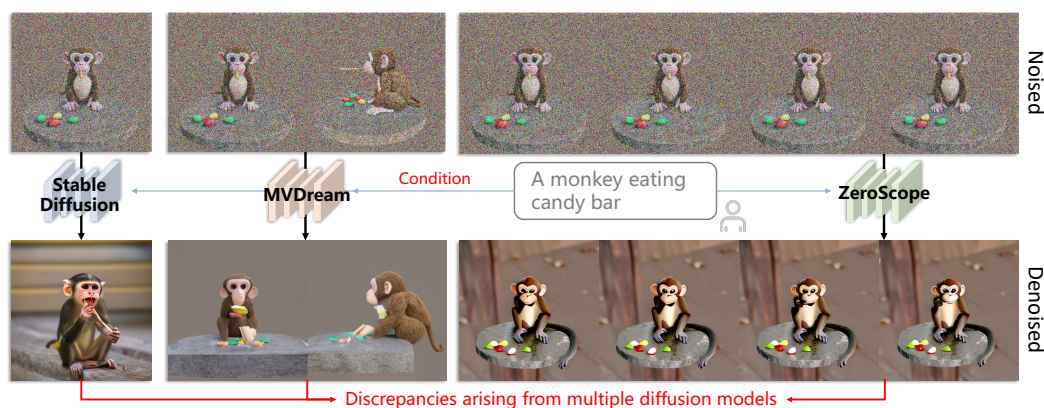 Noised
Stable
Diffusion
MVDream
Condition
A monkey eating
candy bar
ZeroScope
Denoised
Discrepancies arising from multiple diffusion models